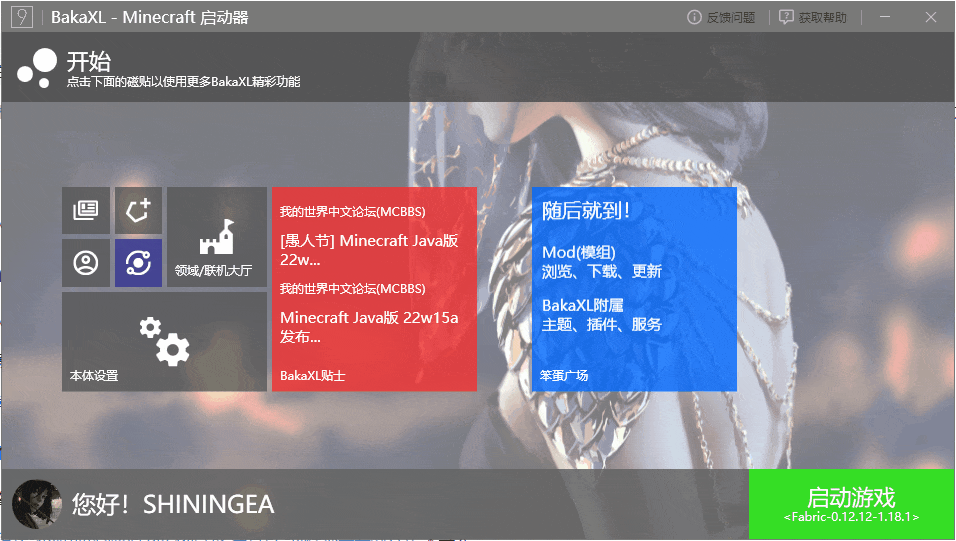 BakaXL - Minecraft 启动器
反馈问题
获取帮助
开始
点击下面的磁贴以使用更多BakaXL精彩功能
领域/联机大厅
本体设置
我的世界中文论坛(MCBBS)
[愚人节] Minecraft Java版
22w...
我的世界中文论坛(MCBBS)
Minecraft Java版 22w15a
发布...
BakaXL贴士
随后就到!
Mod(模组)
浏览、下载、更新
BakaXL附属
主题、插件、服务
笨蛋广场
您好! SHININGEA
启动游戏
<Fabric-0.12.12-1.18.1>